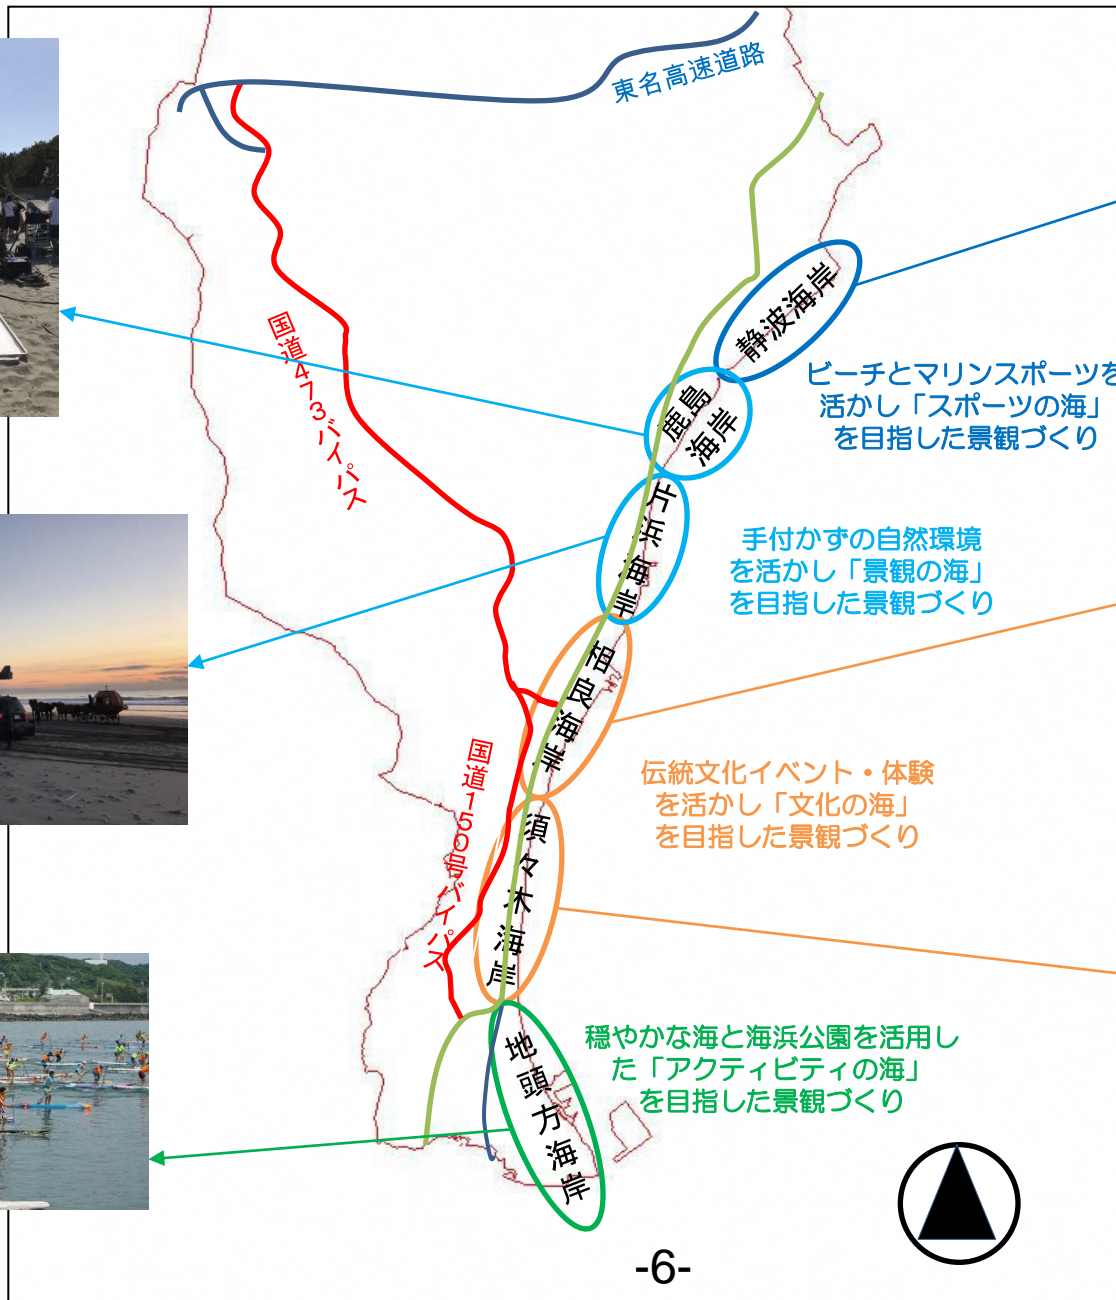 東名高速道路
国道473バイパス
静波海岸
ビーチとマリンスポーツを
活かし「スポーツの海」
を目指した景観づくり
鹿島
海岸
片浜海岸
手付かずの自然環境
を活かし「景観の海」
を目指した景観づくり
相良海岸
国道150号バイパス
伝統文化イベント・体験
を活かし「文化の海」
を目指した景観づくり
須々木海岸
穏やかな海と海浜公園を活用し
た「アクティビティの海」
を目指した景観づくり
地頭方海岸
-6-